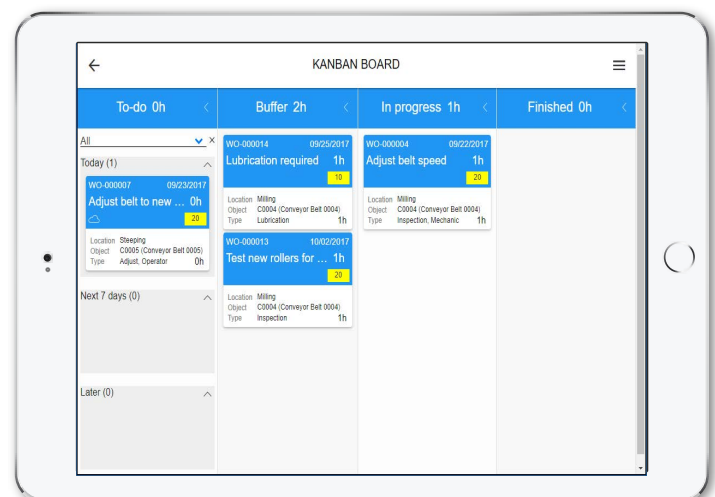 KANBAN BOARD
To-do 0h
Buffer 2h
In progress 1h
Finished 0h
All
X
Today (1)
WO-000007 09/23/2017
Adjust belt to new ... 0h
20
Location Steeping
Object C0005 (Conveyor Belt 0005)
Type Adjust, Operator 0h
Next 7 days (0)
Later (0)
WO-000014 09/25/2017
Lubrication required 1h
10
Location Milling
Object C0004 (Conveyor Belt 0004)
Type Lubrication 1h
WO-000013 10/02/2017
Test new rollers for ... 1h
20
Location Milling
Object C0004 (Conveyor Belt 0004)
Type Inspection 1h
WO-000004 09/22/2017
Adjust belt speed 1h
20
Location Milling
Object C0004 (Conveyor Belt 0004)
Type Inspection, Mechanic 1h